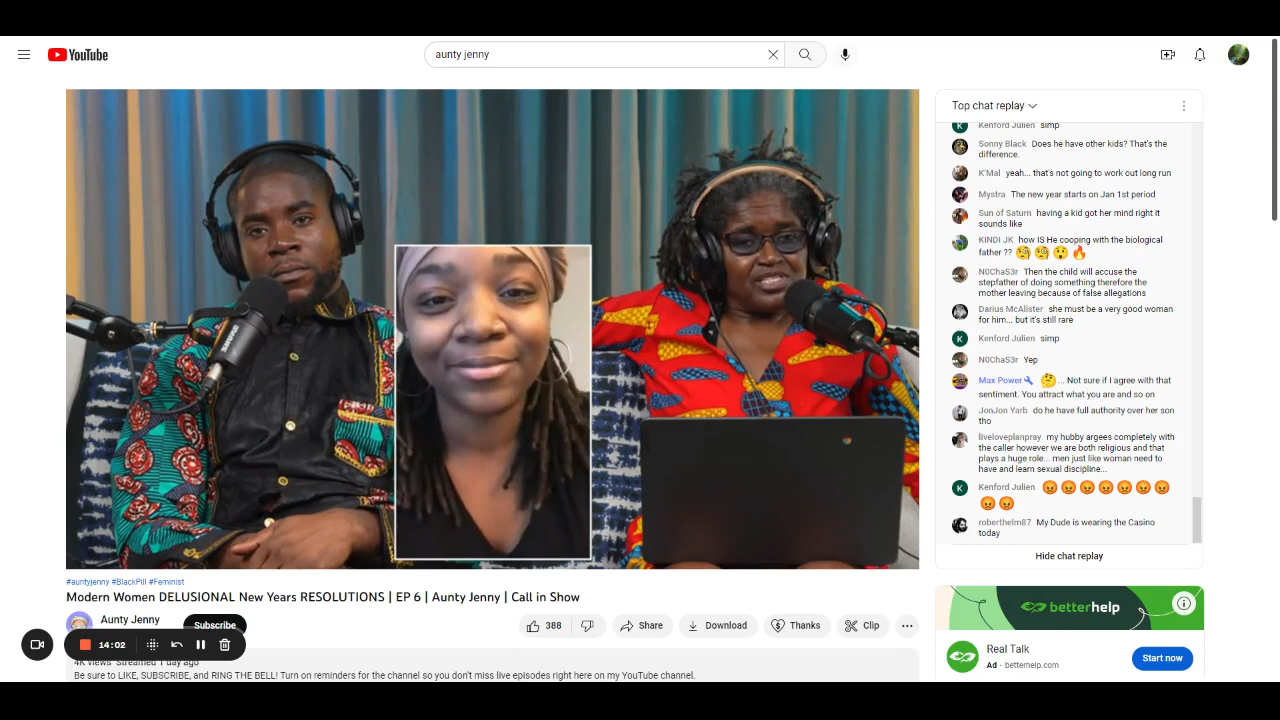 YouTube
aunty jenny
Top chat replay
Kenford Julien simp
Sonny Black Does he have other kids? That's the
difference.
K'Mal yeah... that's not going to work out long run
Mystra The new year starts on Jan 1st period
Sun of Saturn having a kid got her mind right it
sounds like
KINDI JK how IS He cooping with the biological
father ?? 🧐 🧐 😲 🔥
N0ChaS3r Then the child will accuse the
stepfather of doing something therefore the
mother leaving because of false allegations
Darius McAlister she must be a very good woman
for him... but it's still rare
Kenford Julien simp
N0ChaS3r Yep
Max Power 🤔 ... Not sure if I agree with that
sentiment. You attract what you are and so on
JonJon Yarb do he have full authority over her son
tho
liveloveplanpray my hubby argees completely with
the caller however we are both religious and that
plays a huge role... men just like woman need to
have and learn sexual discipline...
Kenford Julien 😡 😡 😡 😡 😡 😡 😡
😡 😡
roberthelm87 My Dude is wearing the Casino
today
Hide chat replay
#auntyjenny #BlackPill #Feminist
Modern Women DELUSIONAL New Years RESOLUTIONS | EP 6 | Aunty Jenny | Call in Show
Aunty Jenny
Subscribe
388
Share
Download
Thanks
Clip
14:02
4K views Streamed 1 day ago
Be sure to LIKE, SUBSCRIBE, and RING THE BELL! Turn on reminders for the channel so you don't miss live episodes right here on my YouTube channel.
betterhelp
Real Talk
Ad · betterhelp.com
Start now